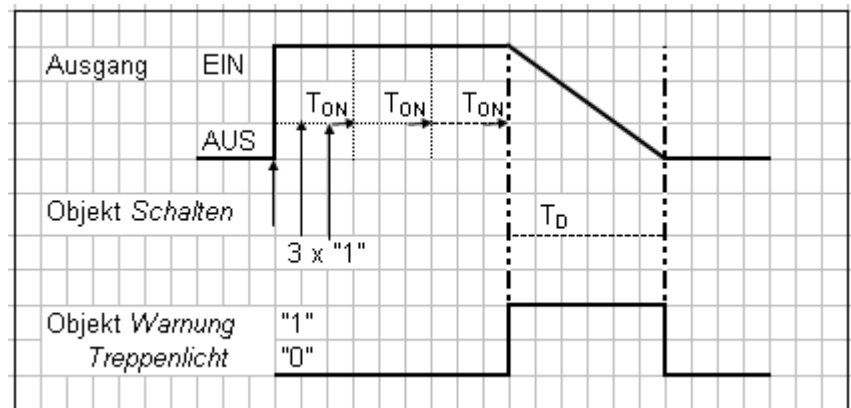 Ausgang EIN
T_ON T_ON T_ON
AUS
Objekt Schalten
T_D
3 x "1"
Objekt Warnung "1"
Treppenlicht "0"